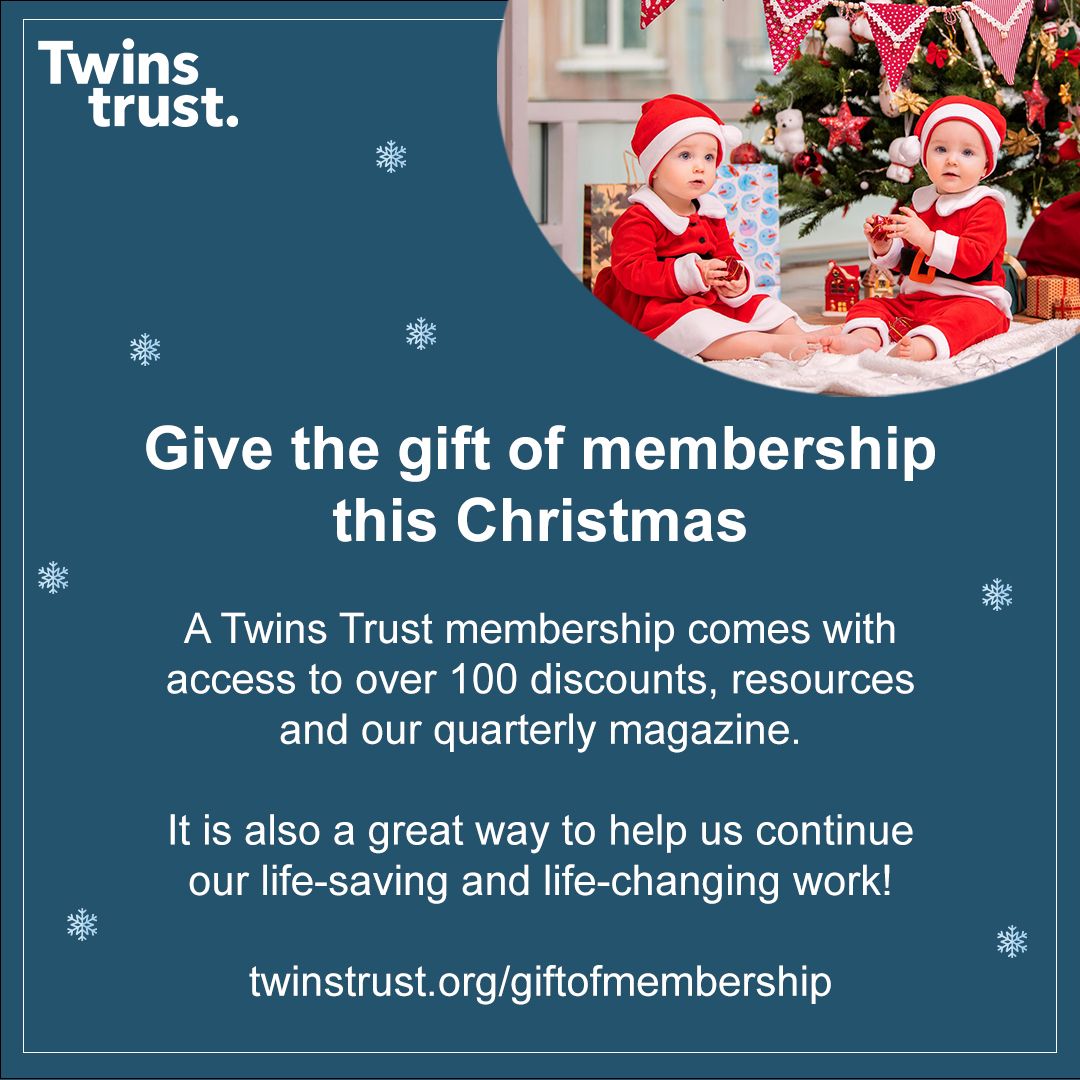 Twins
trust.
Give the gift of membership
this Christmas
A Twins Trust membership comes with
access to over 100 discounts, resources
and our quarterly magazine.
It is also a great way to help us continue
our life-saving and life-changing work!
twinstrust.org/giftofmembership